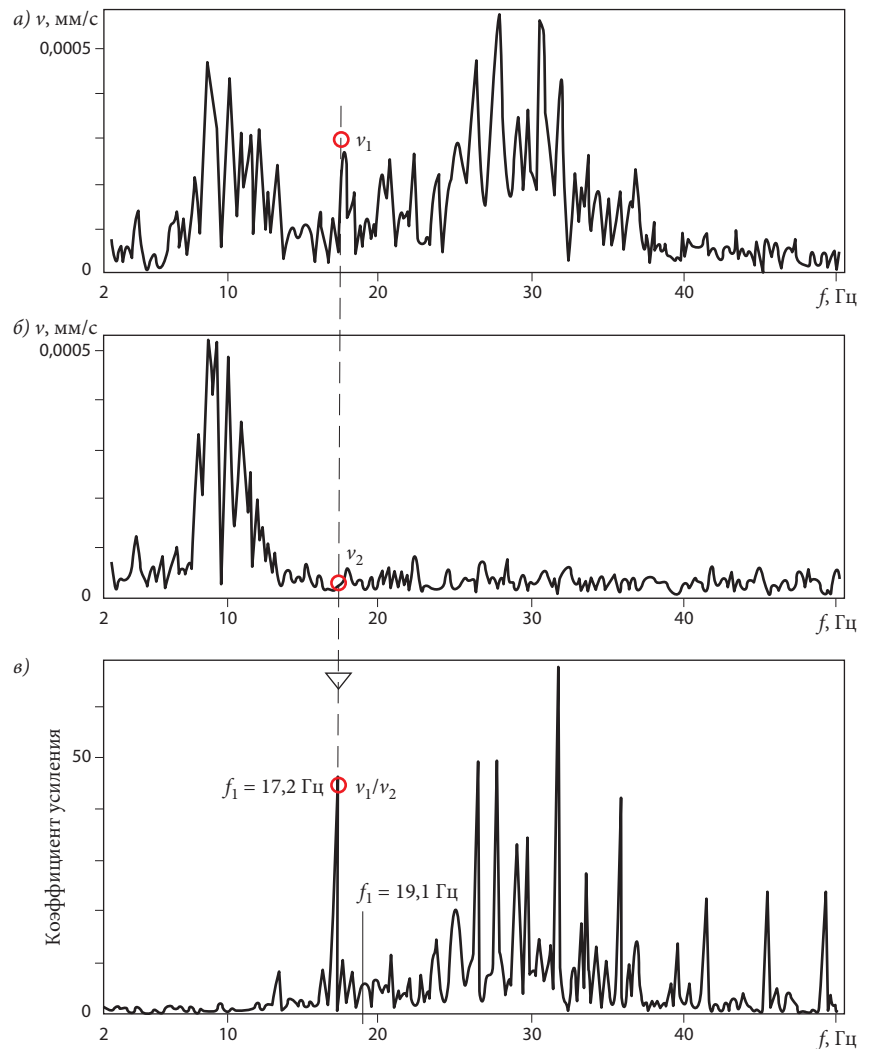 а) v, мм/с
0,0005
v₁
0
2 10 20 30 40 f, Гц
б) v, мм/с
0,0005
v₂
0
2 10 20 30 40 f, Гц
в)
Коэффициент усиления
50
f₁ = 17,2 Гц v₁/v₂
f₁ = 19,1 Гц
0
2 10 20 30 40 f, Гц